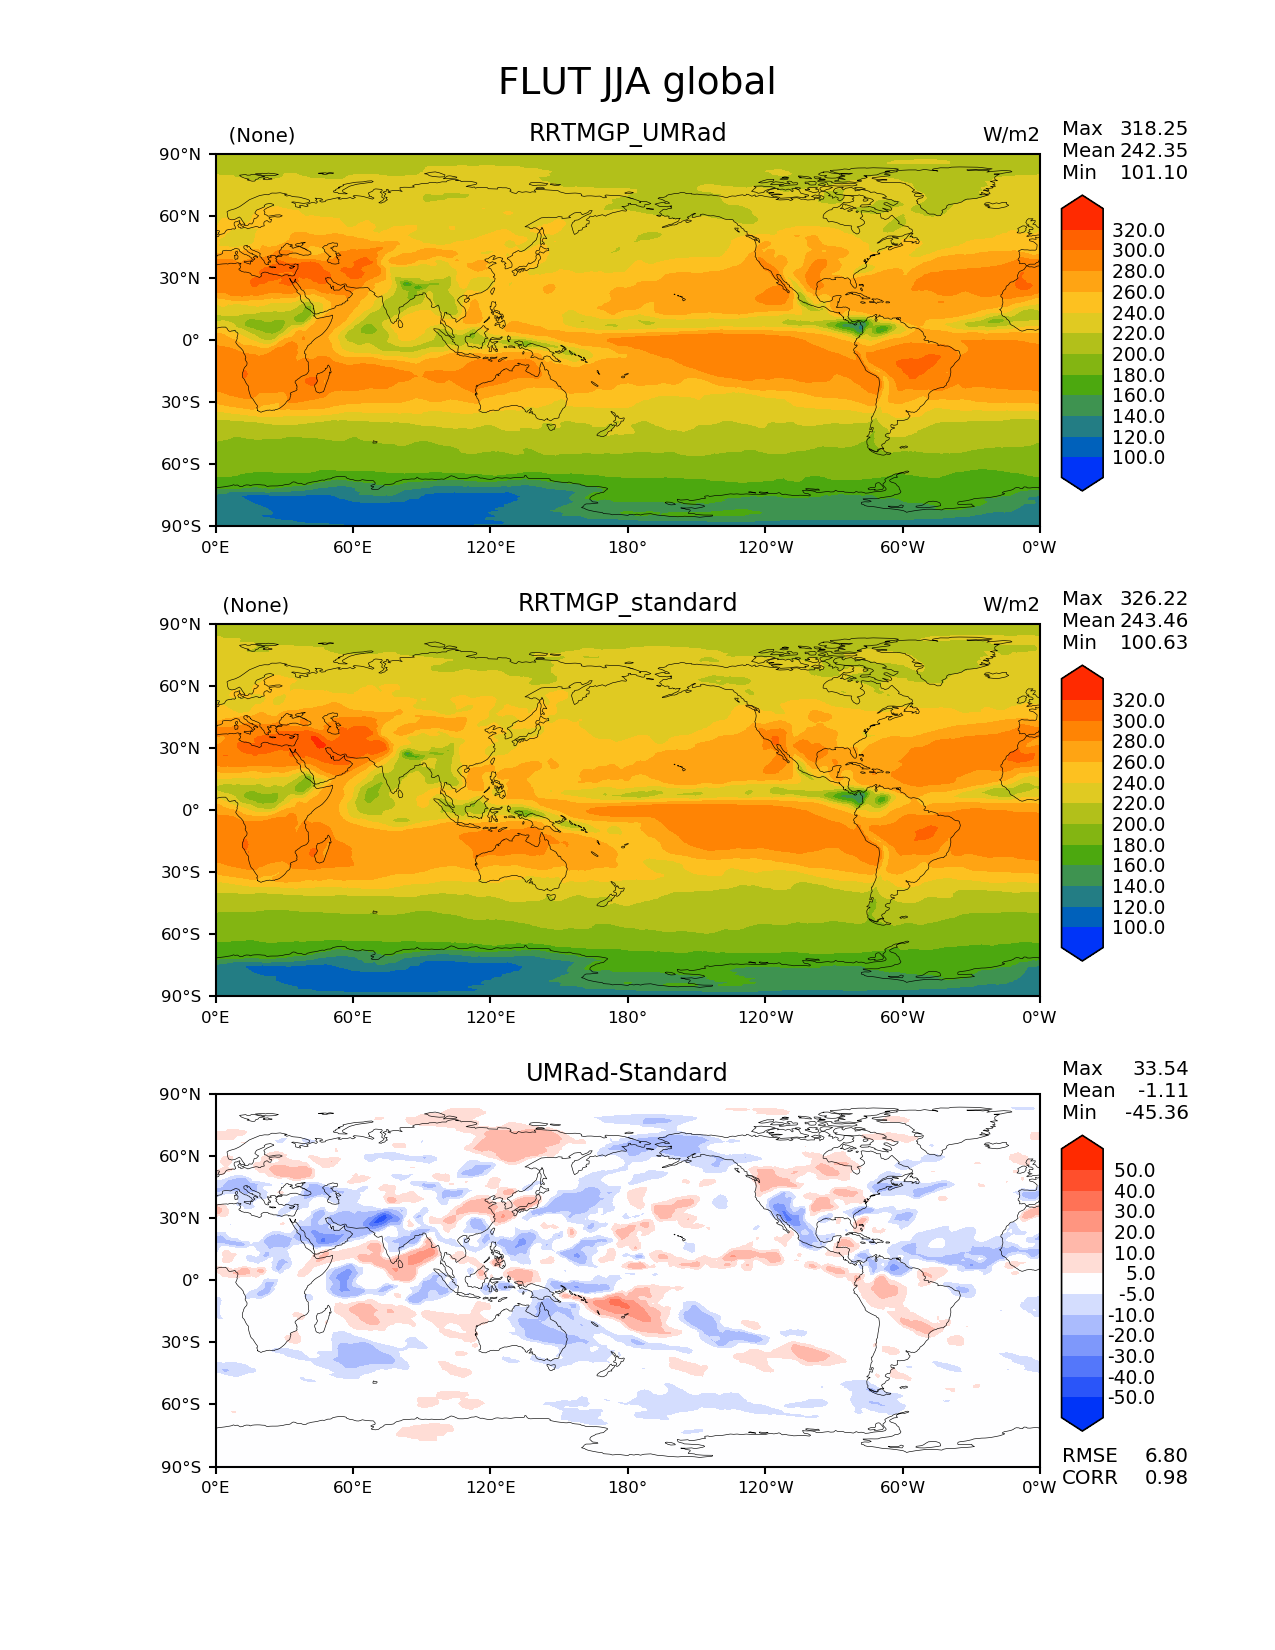 FLUT JJA global
(None) RRTMGP_UMRad W/m2
Max 318.25
Mean 242.35
Min 101.10
90°N
60°N
30°N
0°
30°S
60°S
90°S
0°E 60°E 120°E 180° 120°W 60°W 0°W
320.0
300.0
280.0
260.0
240.0
220.0
200.0
180.0
160.0
140.0
120.0
100.0
(None) RRTMGP_standard W/m2
Max 326.22
Mean 243.46
Min 100.63
90°N
60°N
30°N
0°
30°S
60°S
90°S
0°E 60°E 120°E 180° 120°W 60°W 0°W
320.0
300.0
280.0
260.0
240.0
220.0
200.0
180.0
160.0
140.0
120.0
100.0
UMRad-Standard
Max 33.54
Mean -1.11
Min -45.36
90°N
60°N
30°N
0°
30°S
60°S
90°S
0°E 60°E 120°E 180° 120°W 60°W 0°W
50.0
40.0
30.0
20.0
10.0
5.0
-5.0
-10.0
-20.0
-30.0
-40.0
-50.0
RMSE 6.80
CORR 0.98